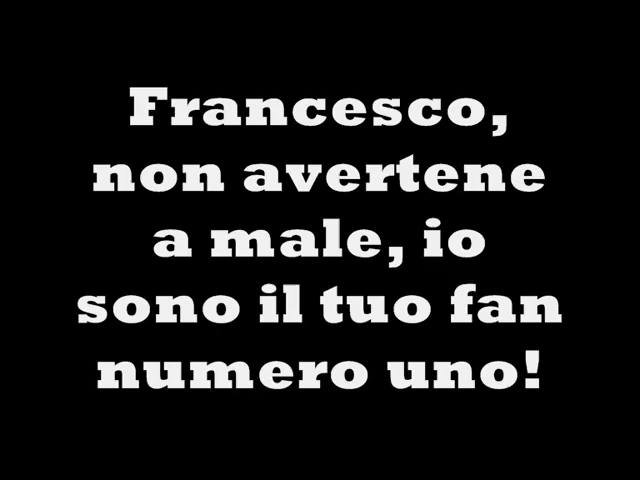 Francesco,
non avertene
a male, io
sono il tuo fan
numero uno!